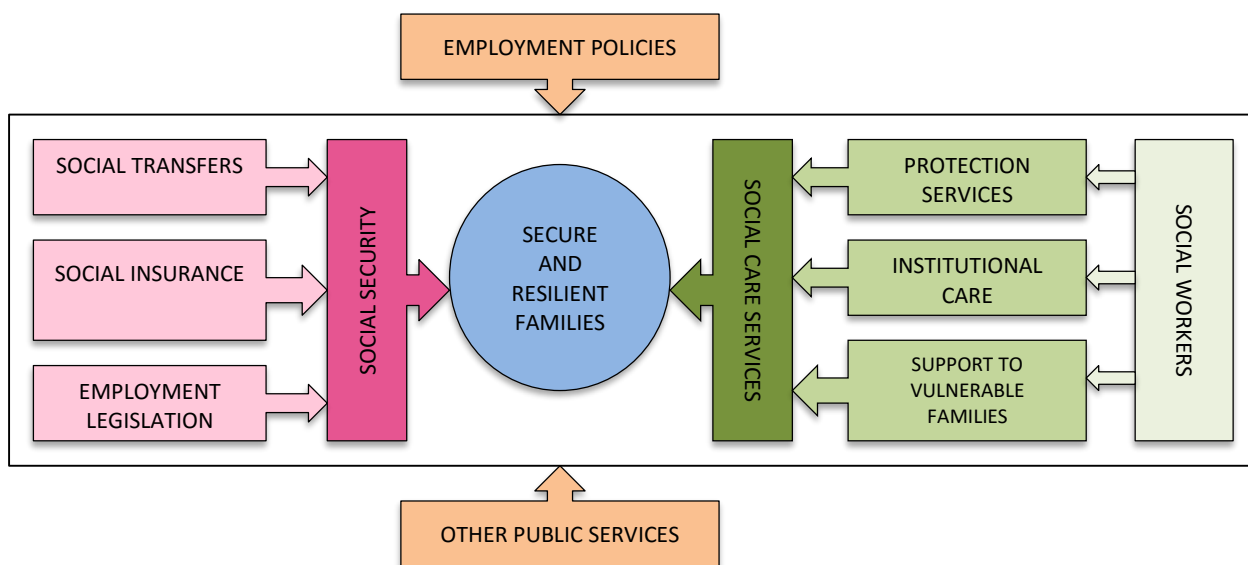 EMPLOYMENT POLICIES
SOCIAL TRANSFERS
SOCIAL INSURANCE
EMPLOYMENT
LEGISLATION
SOCIAL SECURITY
SECURE
AND
RESILIENT
FAMILIES
SOCIAL CARE SERVICES
PROTECTION
SERVICES
INSTITUTIONAL
CARE
SUPPORT TO
VULNERABLE
FAMILIES
SOCIAL WORKERS
OTHER PUBLIC SERVICES